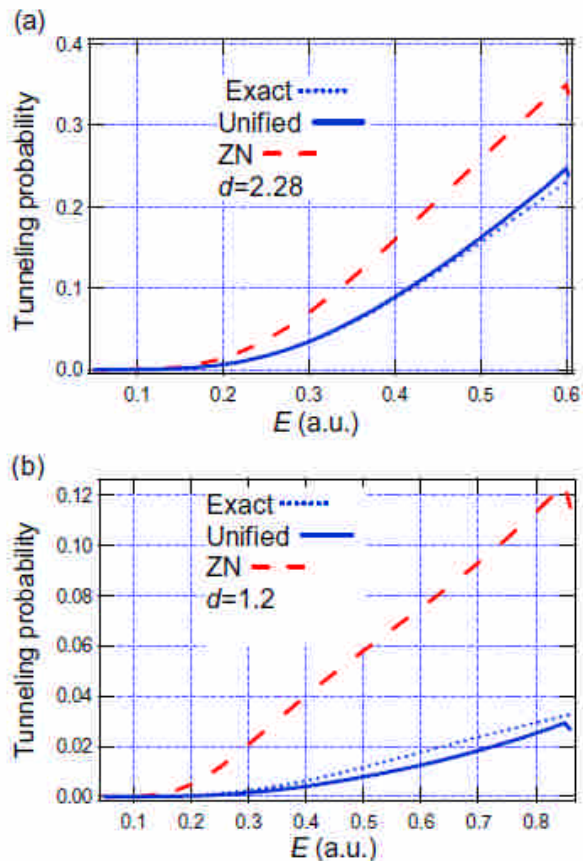 (a)
0.4
0.3
0.2
0.1
0.0
Tunneling probability
Exact
Unified
ZN
d=2.28
0.1 0.2 0.3 0.4 0.5 0.6
E (a.u.)
(b)
0.12
0.10
0.08
0.06
0.04
0.02
0.00
Tunneling probability
Exact
Unified
ZN
d=1.2
0.1 0.2 0.3 0.4 0.5 0.6 0.7 0.8
E (a.u.)